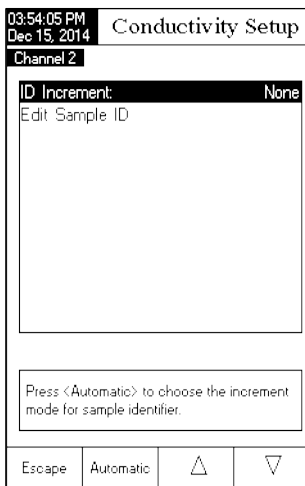 03:54:05 PM
Dec 15, 2014
Conductivity Setup
Channel 2
ID Increment: None
Edit Sample ID
Press <Automatic> to choose the increment
mode for sample identifier.
Escape Automatic △ ▽